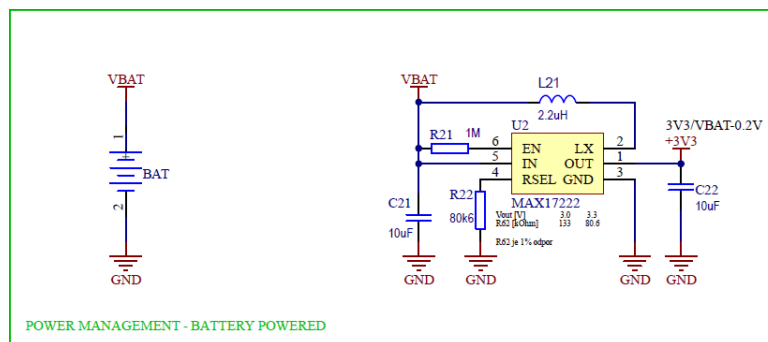 VBAT
1
+
BAT
2
GND
VBAT
L21
2.2uH
R21
1M
U2
6
EN
LX
2
5
IN
OUT
1
4
RSEL
GND
3
MAX17222
3V3/VBAT-0.2V
+3V3
C21
10uF
R22
80k6
Vout [V] 3.0 3.3
R62 [kOhm] 133 80.6
R62 je 1% odpor
C22
10uF
GND
GND
GND
GND
POWER MANAGEMENT - BATTERY POWERED